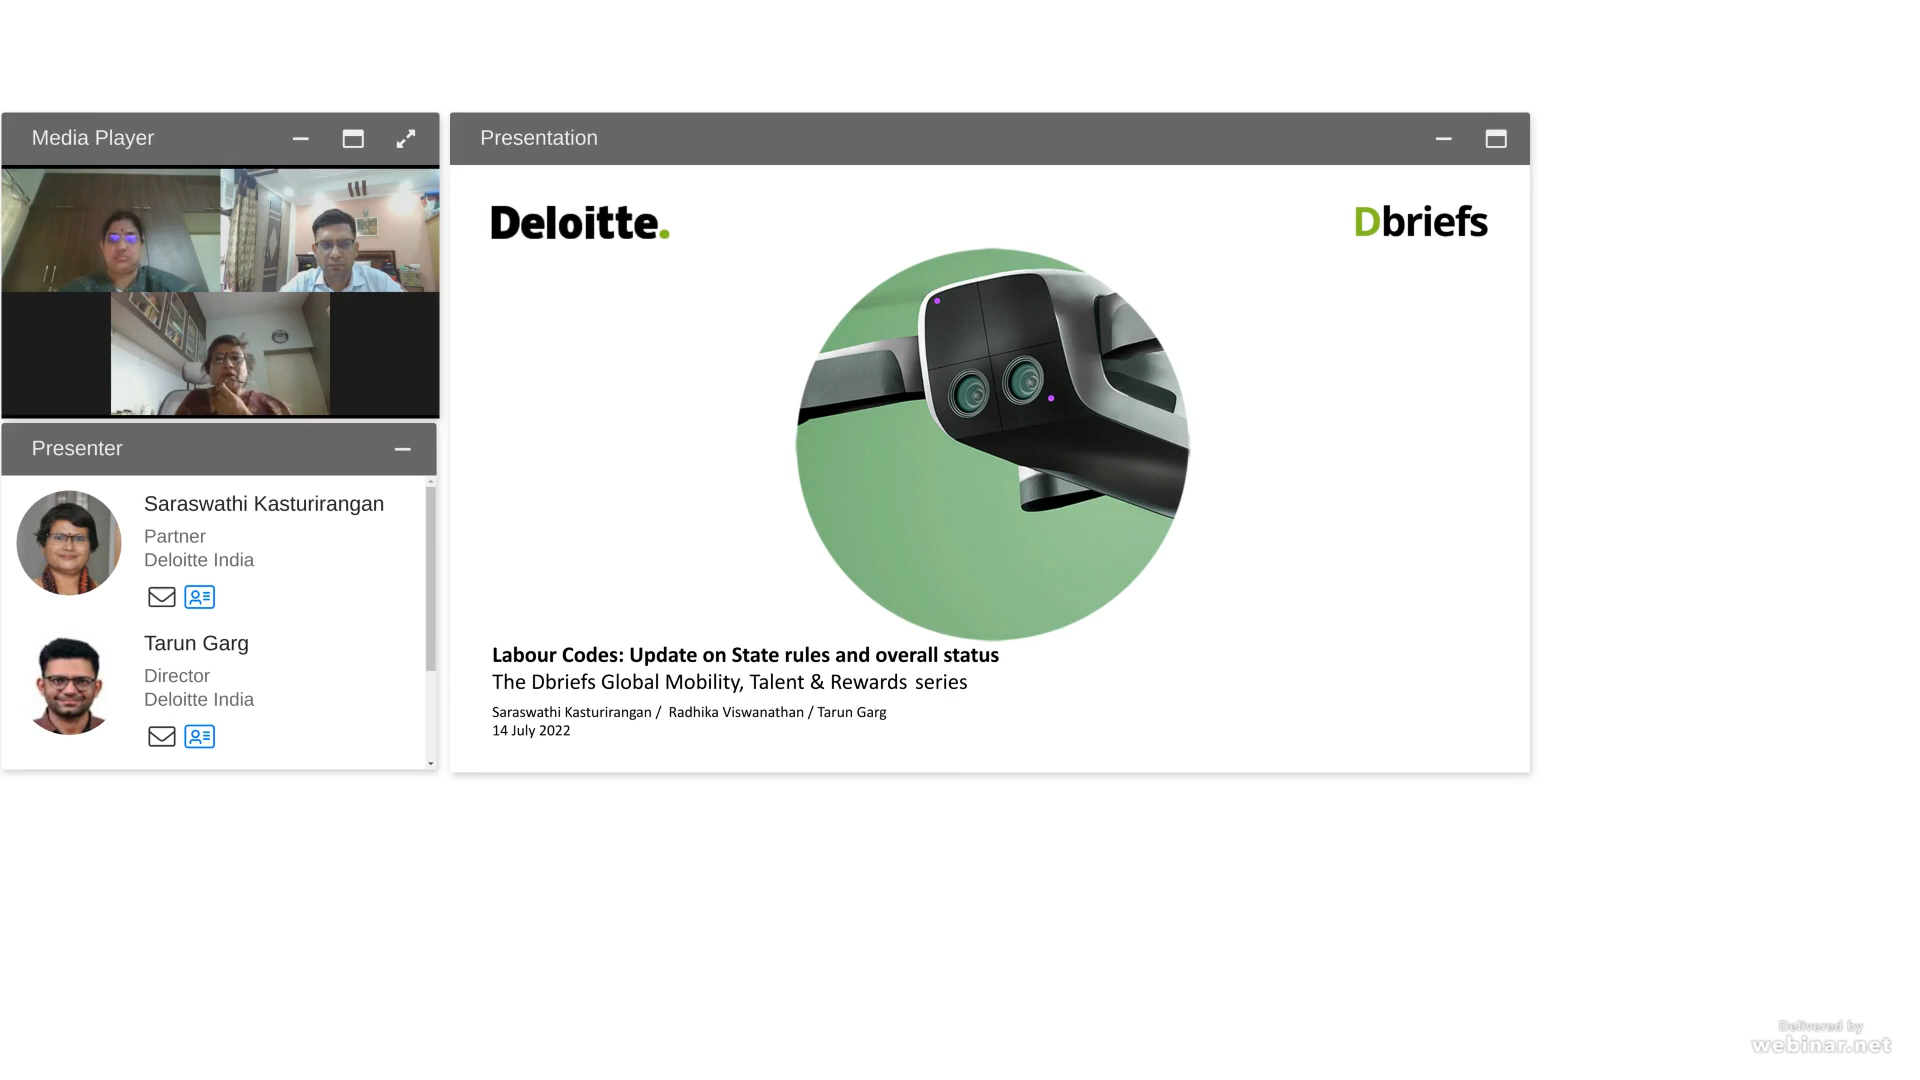 Media Player
Presentation
Deloitte.
Dbriefs
Presenter
Saraswathi Kasturirangan
Partner
Deloitte India
Tarun Garg
Director
Deloitte India
Labour Codes: Update on State rules and overall status
The Dbriefs Global Mobility, Talent & Rewards series
Saraswathi Kasturirangan / Radhika Viswanathan / Tarun Garg
14 July 2022
Delivered by
webinar.net